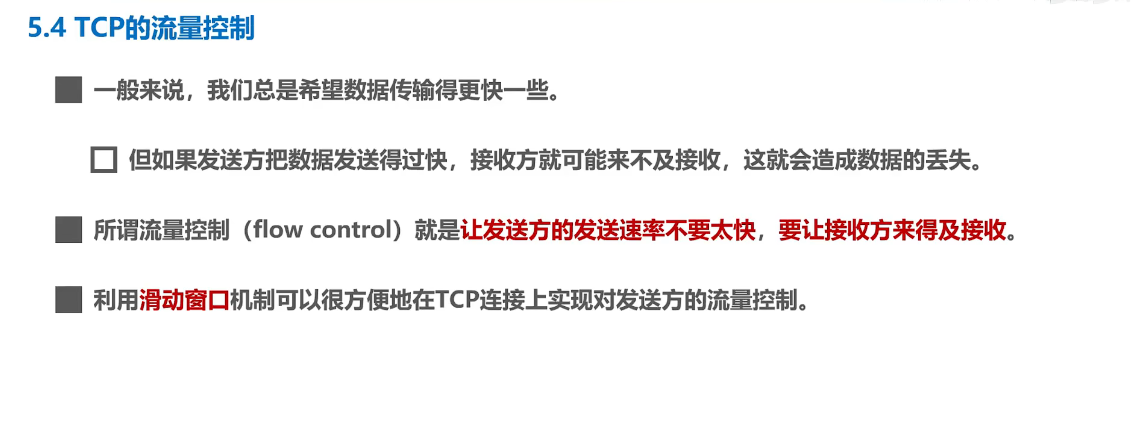 5.4 TCP的流量控制
一般来说，我们总是希望数据传输得更快一些。
但如果发送方把数据发送得过快，接收方就可能来不及接收，这就会造成数据的丢失。
所谓流量控制（flow control）就是让发送方的发送速率不要太快，要让接收方来得及接收。
利用滑动窗口机制可以很方便地在TCP连接上实现对发送方的流量控制。